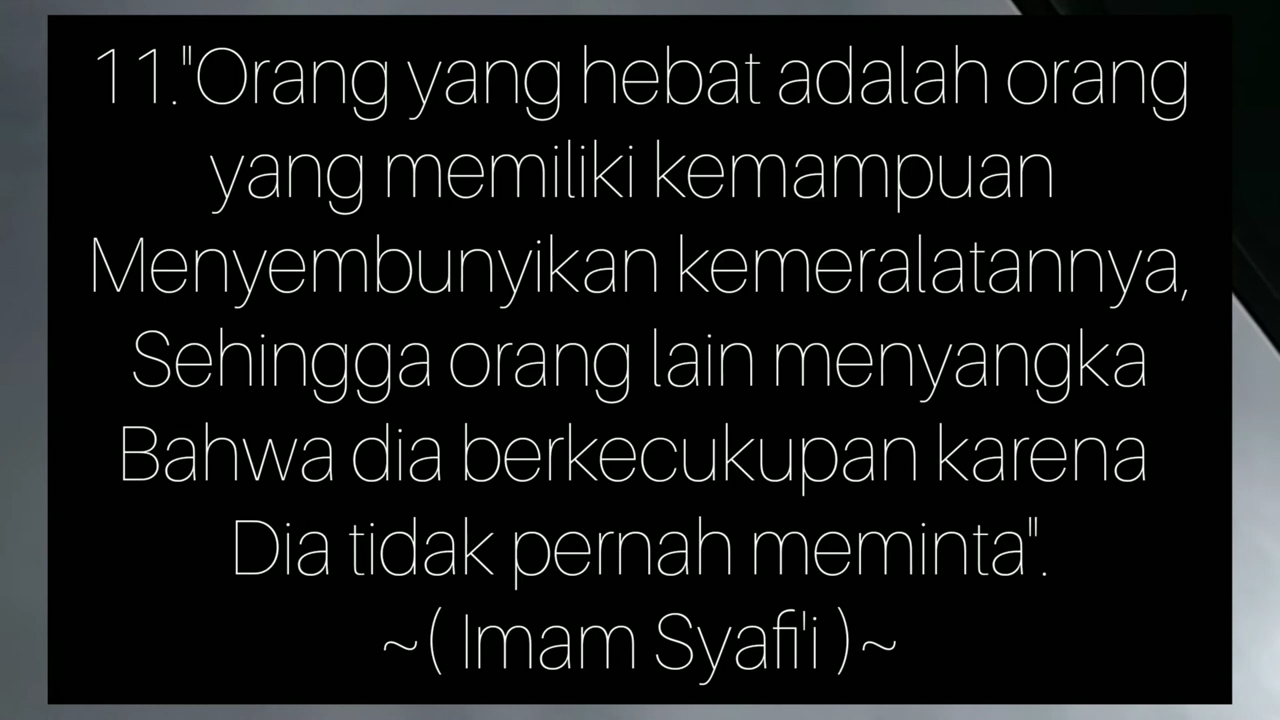 11."Orang yang hebat adalah orang
yang memiliki kemampuan
Menyembunyikan kemeralatannya,
Sehingga orang lain menyangka
Bahwa dia berkecukupan karena
Dia tidak pernah meminta".
~( Imam Syafi'i )~